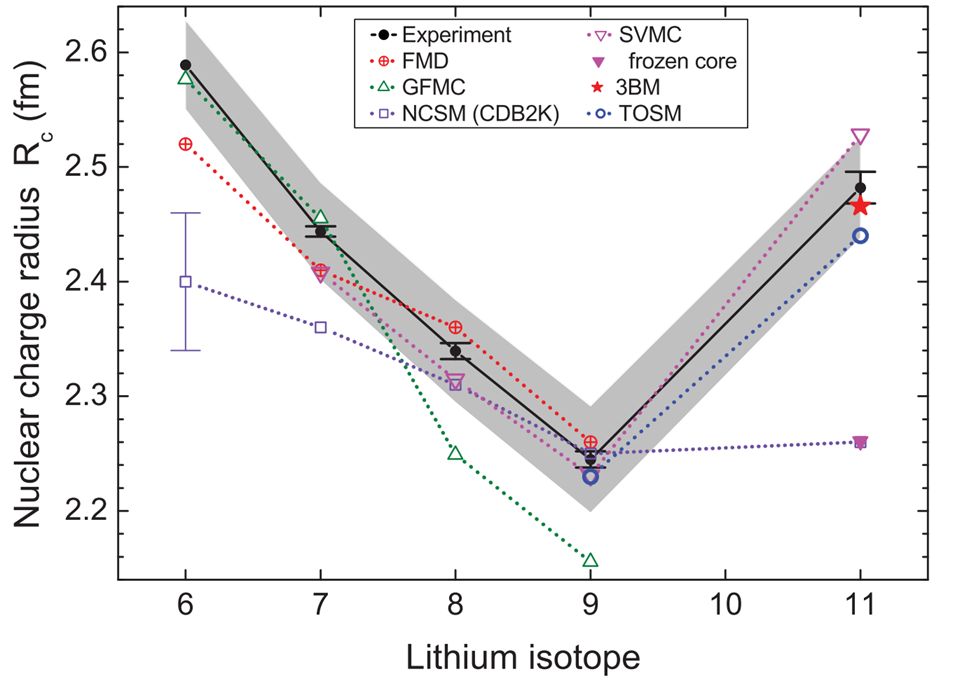 Experiment
FMD
GFMC
NCSM (CDB2K)
SVMC
frozen core
3BM
TOSM
Nuclear charge radius Rc (fm)
2.6
2.5
2.4
2.3
2.2
6 7 8 9 10 11
Lithium isotope